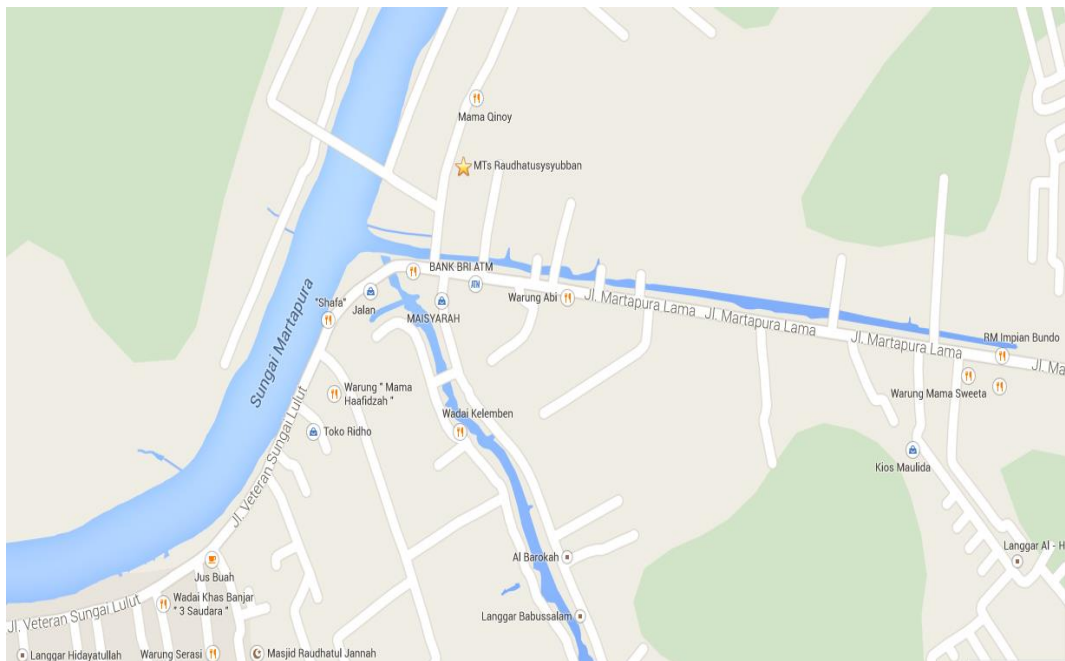 Mama Qinoy
MTs Raudhatusysyubban
BANK BRI ATM
ATM
"Shafa"
Jalan
MAISYARAH
Warung Abi
Jl. Martapura Lama
Jl. Martapura Lama
Jl. Martapura Lama
RM Impian Bundo
Jl. Ma
Sungai Martapura
Warung " Mama
Haafidzah "
Warung Mama Sweeta
Wadai Kelemben
Toko Ridho
Kios Maulida
Jl. Veteran Sungai Lulut
Al Barokah
Langgar Al - H
Jus Buah
Wadai Khas Banjar
" 3 Saudara "
Langgar Babussalam
Jl. Veteran Sungai Lulut
Langgar Hidayatullah
Warung Serasi
Masjid Raudhatul Jannah